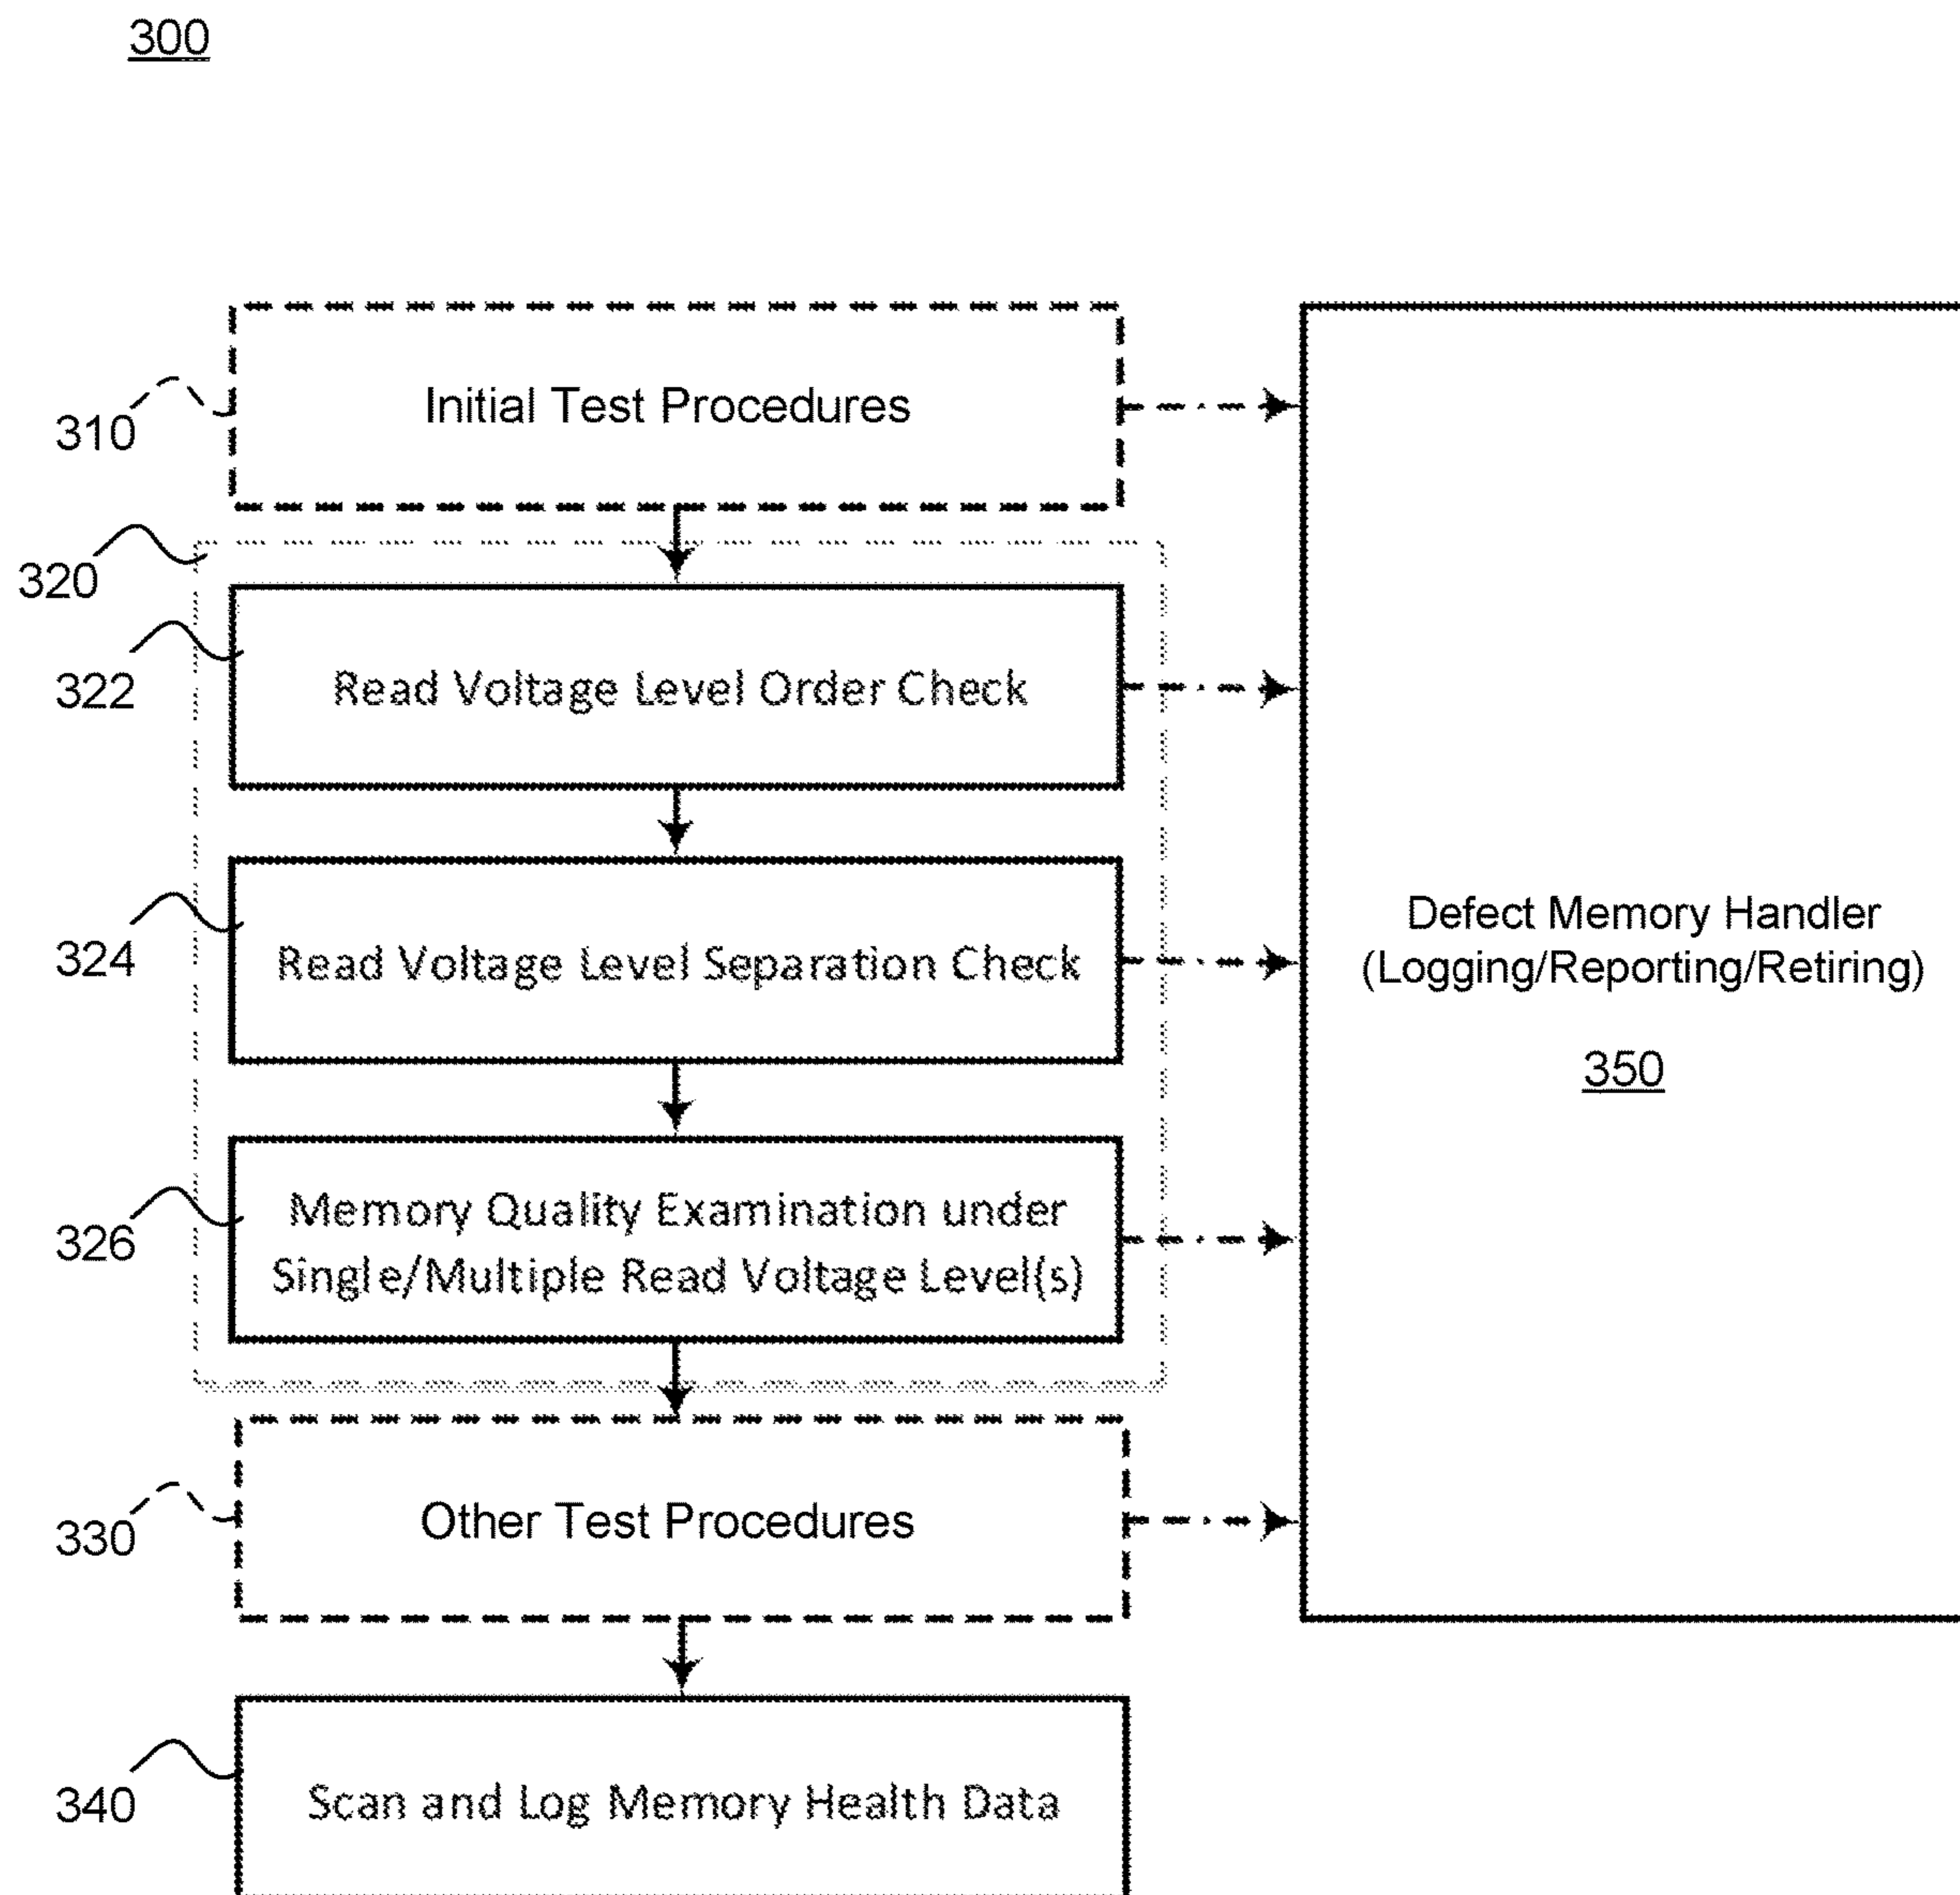 300
Initial Test Procedures
310
320
Read Voltage Level Order Check
322
Read Voltage Level Separation Check
324
Memory Quality Examination under
Single/Multiple Read Voltage Level(s)
326
Other Test Procedures
330
Scan and Log Memory Health Data
340
Defect Memory Handler
(Logging/Reporting/Retiring)
350